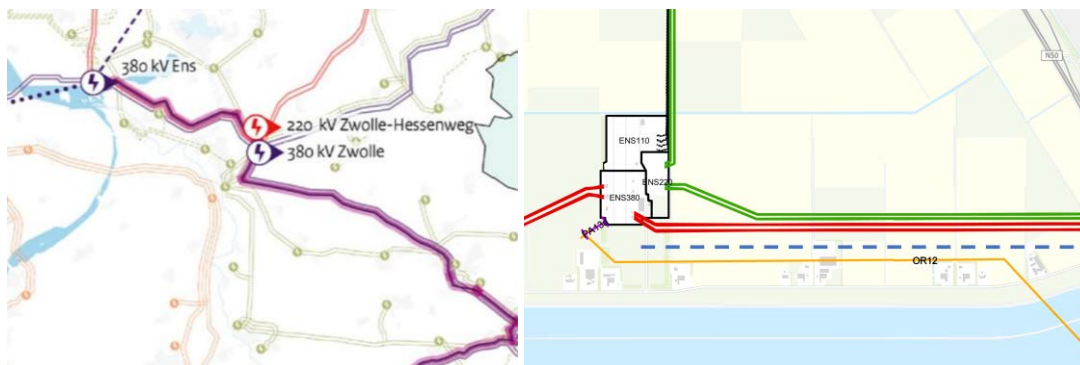 380 kV Ens
220 kV Zwolle-Hessenweg
380 kV Zwolle
N50
ENS110
ENS220
ENS380
OR12